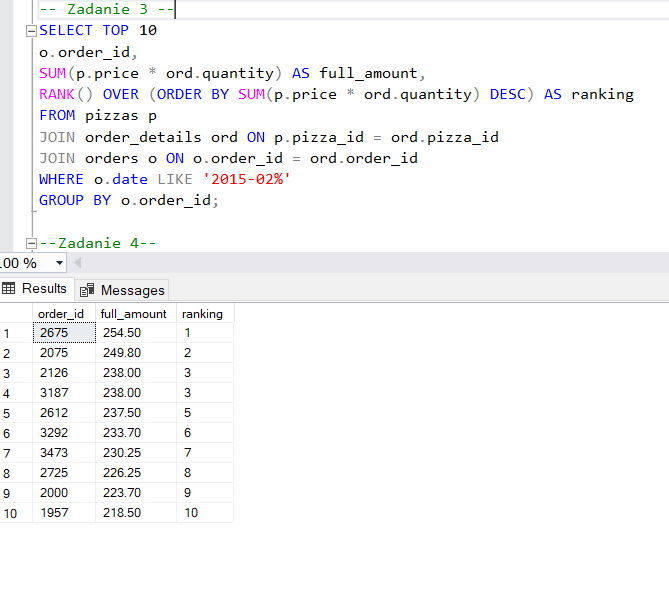 -- Zadanie 3 --
SELECT TOP 10
o.order_id,
SUM(p.price * ord.quantity) AS full_amount,
RANK() OVER (ORDER BY SUM(p.price * ord.quantity) DESC) AS ranking
FROM pizzas p
JOIN order_details ord ON p.pizza_id = ord.pizza_id
JOIN orders o ON o.order_id = ord.order_id
WHERE o.date LIKE '2015-02%'
GROUP BY o.order_id;
--Zadanie 4--
100 %
Results Messages
order_id full_amount ranking
1 2675 254.50 1
2 2075 249.80 2
3 2126 238.00 3
4 3187 238.00 3
5 2612 237.50 5
6 3292 233.70 6
7 3473 230.25 7
8 2725 226.25 8
9 2000 223.70 9
10 1957 218.50 10